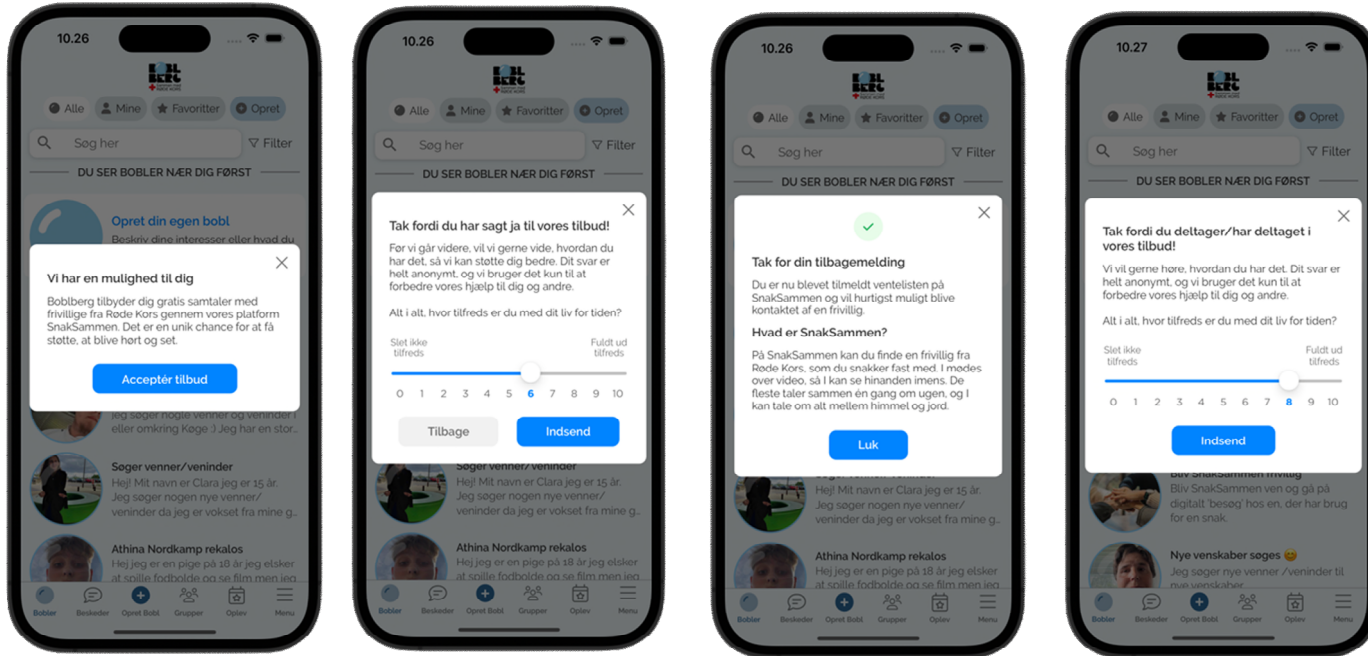 10.26
BOBL
BERG
RØDE KORS
Alle
Mine
Favoritter
Opret
Søg her
Filter
DU SER BOBLER NÆR DIG FØRST
Opret din egen bobl
Beskriv dine interesser eller hvad du
Vi har en mulighed til dig
Boblberg tilbyder dig gratis samtaler med
frivillige fra Røde Kors gennem vores platform
SnakSammen. Det er en unik chance for at få
støtte, at blive hørt og set.
Acceptér tilbud
jeg søger nogle venner og veninder i
eller omkring Køge :) Jeg har en stor...
Søger venner/veninder
Hej! Mit navn er Clara jeg er 15 år.
Jeg søger nogen nye venner/
veninder da jeg er vokset fra mine g...
Athina Nordkamp rekalos
Hej jeg er en pige på 18 år jeg elsker
at spille fodbolde og se film men jeg
Bobler
Beskeder
Opret Bobl
Grupper
Oplev
Menu
10.26
BOBL
BERG
RØDE KORS
Alle
Mine
Favoritter
Opret
Søg her
Filter
DU SER BOBLER NÆR DIG FØRST
Tak fordi du har sagt ja til vores tilbud!
Før vi går videre, vil vi gerne vide, hvordan du
har det, så vi kan støtte dig bedre. Dit svar er
helt anonymt, og vi bruger det kun til at
forbedre vores hjælp til dig og andre.
Alt i alt, hvor tilfreds er du med dit liv for tiden?
Slet ikke
tilfreds
Fuldt ud
tilfreds
0 1 2 3 4 5 6 7 8 9 10
Tilbage
Indsend
Søger venner/veninder
Hej! Mit navn er Clara jeg er 15 år.
Jeg søger nogen nye venner/
veninder da jeg er vokset fra mine g...
Athina Nordkamp rekalos
Hej jeg er en pige på 18 år jeg elsker
at spille fodbolde og se film men jeg
Bobler
Beskeder
Opret Bobl
Grupper
Oplev
Menu
10.26
BOBL
BERG
RØDE KORS
Alle
Mine
Favoritter
Opret
Søg her
Filter
DU SER BOBLER NÆR DIG FØRST
Tak for din tilbagemelding
Du er nu blevet tilmeldt ventelisten på
SnakSammen og vil hurtigst muligt blive
kontaktet af en frivillig.
Hvad er SnakSammen?
På SnakSammen kan du finde en frivillig fra
Røde Kors, som du snakker fast med. I mødes
over video, så I kan se hinanden imens. De
fleste taler sammen én gang om ugen, og I
kan tale om alt mellem himmel og jord.
Luk
Hej! Mit navn er Clara jeg er 15 år.
Jeg søger nogen nye venner/
veninder da jeg er vokset fra mine g...
Athina Nordkamp rekalos
Hej jeg er en pige på 18 år jeg elsker
at spille fodbolde og se film men jeg
Bobler
Beskeder
Opret Bobl
Grupper
Oplev
Menu
10.27
BOBL
BERG
RØDE KORS
Alle
Mine
Favoritter
Opret
Søg her
Filter
DU SER BOBLER NÆR DIG FØRST
Tak fordi du deltager/har deltaget i
vores tilbud!
Vi vil gerne høre, hvordan du har det. Dit svar er
helt anonymt, og vi bruger det kun til at
forbedre vores hjælp til dig og andre.
Alt i alt, hvor tilfreds er du med dit liv for tiden?
Slet ikke
tilfreds
Fuldt ud
tilfreds
0 1 2 3 4 5 6 7 8 9 10
Indsend
Bliv SnakSammen frivillig
Bliv SnakSammen ven og gå på
digitalt 'besøg' hos en, der har brug
for en snak.
Nye venskaber søges 😊
Jeg søger nye venner /veninder til
nye venskaber
Bobler
Beskeder
Opret Bobl
Grupper
Oplev
Menu